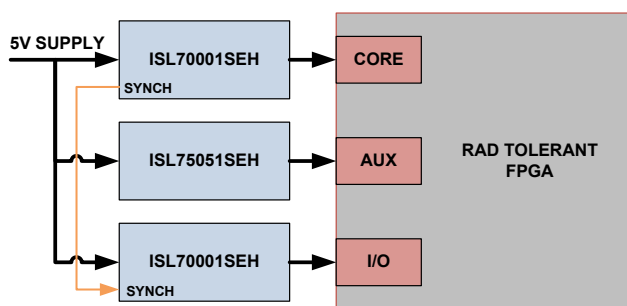 5V SUPPLY
ISL70001SEH
SYNCH
CORE
ISL75051SEH
AUX
RAD TOLERANT
FPGA
ISL70001SEH
SYNCH
I/O